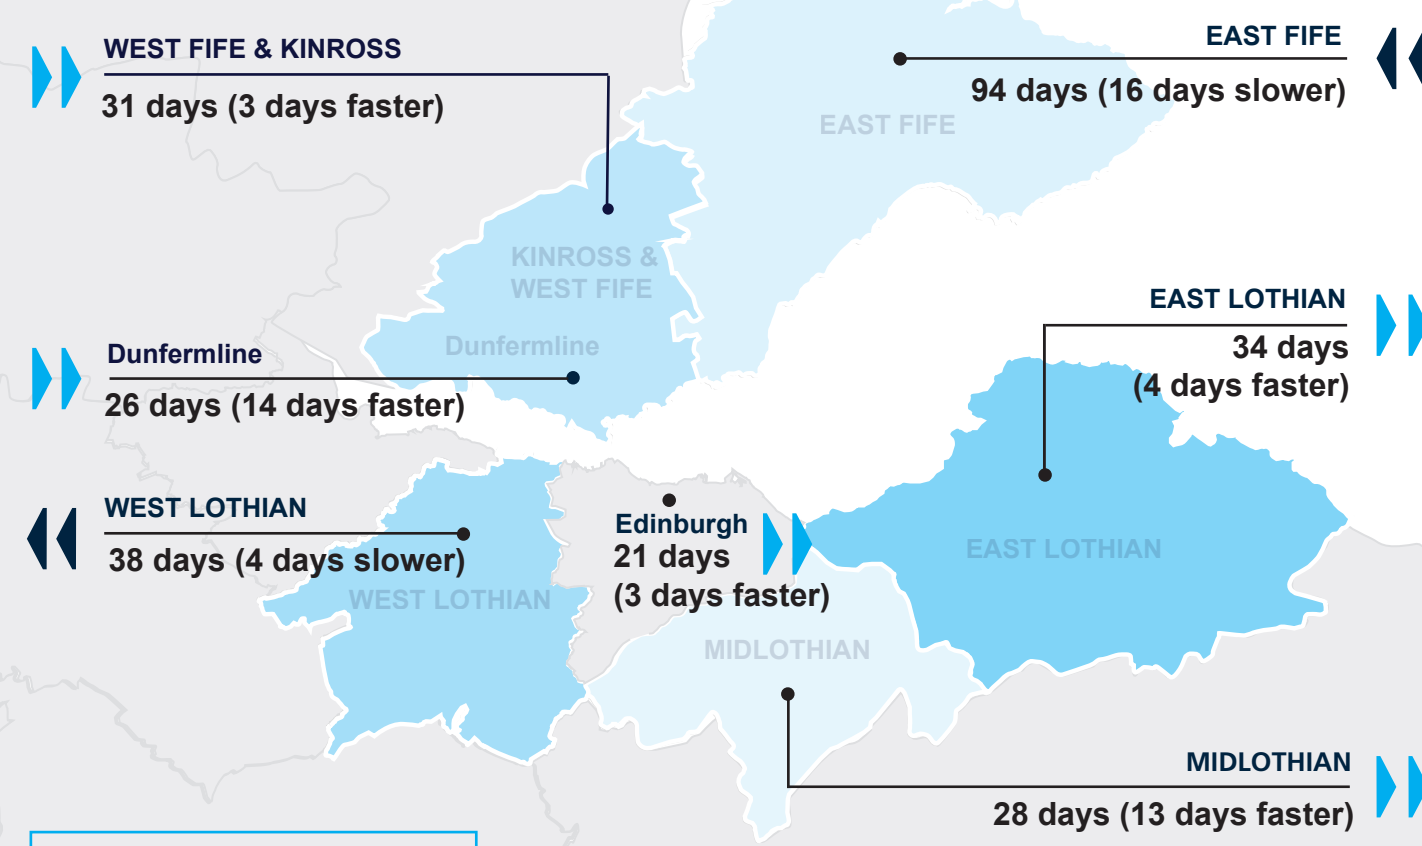 WEST FIFE & KINROSS
31 days (3 days faster)
EAST FIFE
94 days (16 days slower)
EAST FIFE
KINROSS &
WEST FIFE
Dunfermline
EAST LOTHIAN
34 days
(4 days faster)
Dunfermline
26 days (14 days faster)
WEST LOTHIAN
38 days (4 days slower)
WEST LOTHIAN
Edinburgh
21 days
(3 days faster)
EAST LOTHIAN
MIDLOTHIAN
MIDLOTHIAN
28 days (13 days faster)